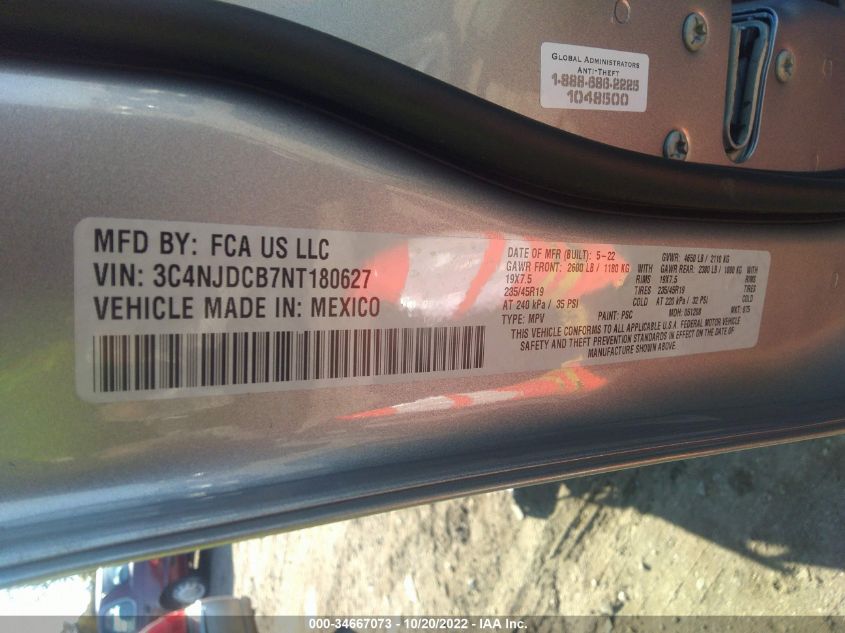 GLOBAL ADMINISTRATORS
ANTI-THEFT
1-888-686-2225
1048500
MFD BY: FCA US LLC
VIN: 3C4NJDCB7NT180627
VEHICLE MADE IN: MEXICO
DATE OF MFR (BUILT): 5-22 GVWR: 4650 LB / 2110 KG
GAWR FRONT: 2600 LB / 1180 KG WITH GAWR REAR: 2380 LB / 1080 KG WITH
19X7.5 RIMS 19X7.5 RIMS
235/45R19 TIRES 235/45R19 TIRES
AT 240 kPa / 35 PSI COLD AT 220 kPa / 32 PSI COLD
TYPE: MPV PAINT: PSC MDH: 051208 MKT: 875
THIS VEHICLE CONFORMS TO ALL APPLICABLE U.S.A. FEDERAL MOTOR VEHICLE
SAFETY AND THEFT PREVENTION STANDARDS IN EFFECT ON THE DATE OF
MANUFACTURE SHOWN ABOVE.
000-34667073 - 10/20/2022 - IAA Inc.